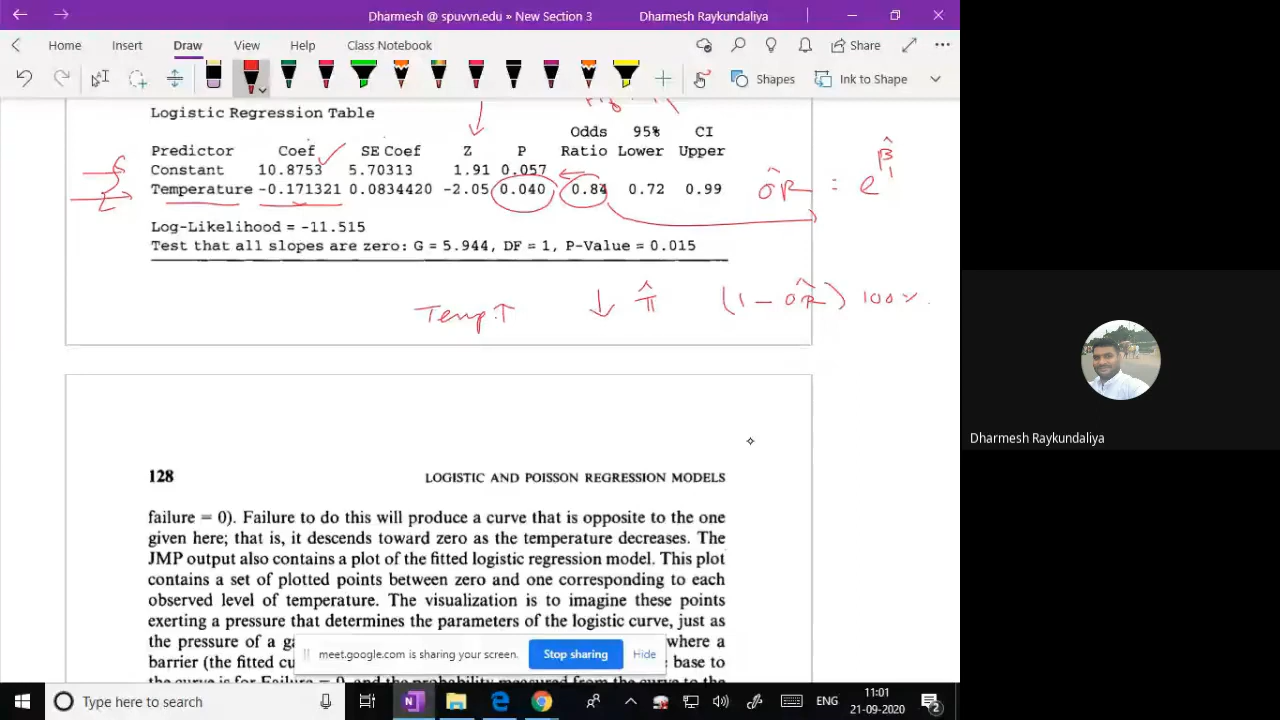 Dharmesh @ spuvvn.edu » New Section 3
Dharmesh Raykundaliya
Home Insert Draw View Help Class Notebook
Share
Shapes
Ink to Shape
Logistic Regression Table
Odds 95% CI
Predictor Coef SE Coef Z P Ratio Lower Upper
Constant 10.8753 5.70313 1.91 0.057
Temperature -0.171321 0.0834420 -2.05 0.040 0.84 0.72 0.99
ÔR = e^β̂1
Log-Likelihood = -11.515
Test that all slopes are zero: G = 5.944, DF = 1, P-Value = 0.015
Temp.↑ ↓ π̂ (1 - ÔR) 100%.
128 LOGISTIC AND POISSON REGRESSION MODELS
failure = 0). Failure to do this will produce a curve that is opposite to the one
given here; that is, it descends toward zero as the temperature decreases. The
JMP output also contains a plot of the fitted logistic regression model. This plot
contains a set of plotted points between zero and one corresponding to each
observed level of temperature. The visualization is to imagine these points
exerting a pressure that determines the parameters of the logistic curve, just as
the pressure of a where a
barrier (the fitted base to
meet.google.com is sharing your screen.
Stop sharing
Hide
Dharmesh Raykundaliya
Type here to search
ENG
11:01
21-09-2020
2